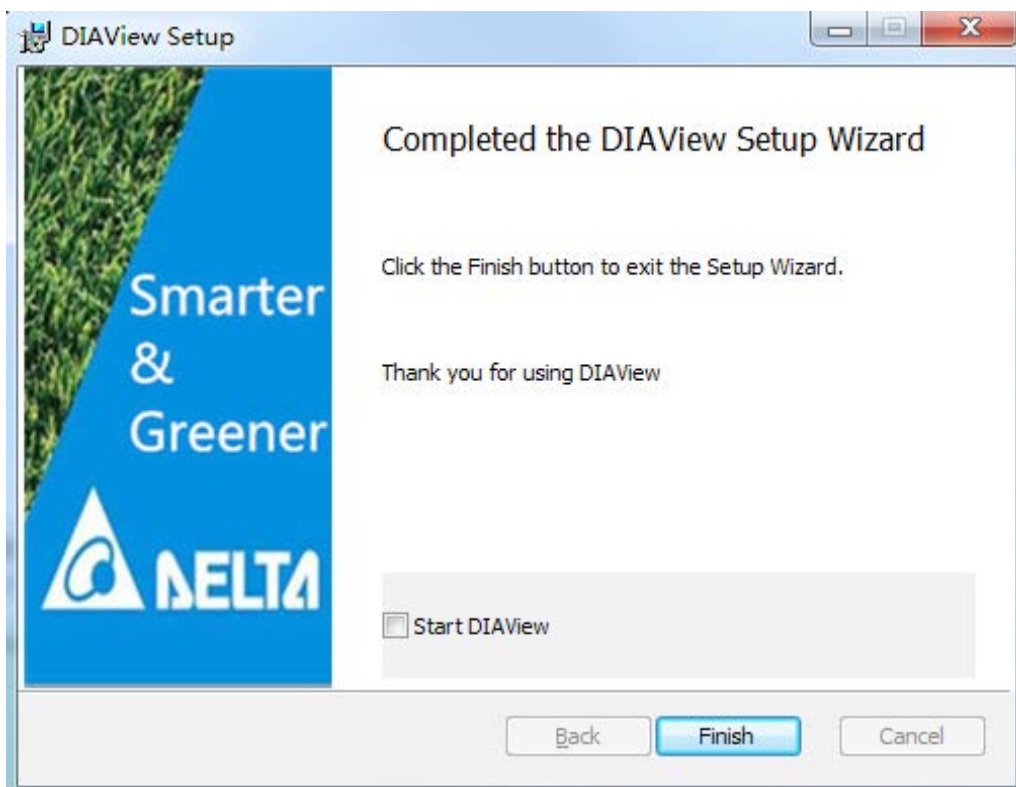 DIAView Setup
Completed the DIAView Setup Wizard
Click the Finish button to exit the Setup Wizard.
Thank you for using DIAView
Smarter
&
Greener
DELTA
Start DIAView
Back
Finish
Cancel